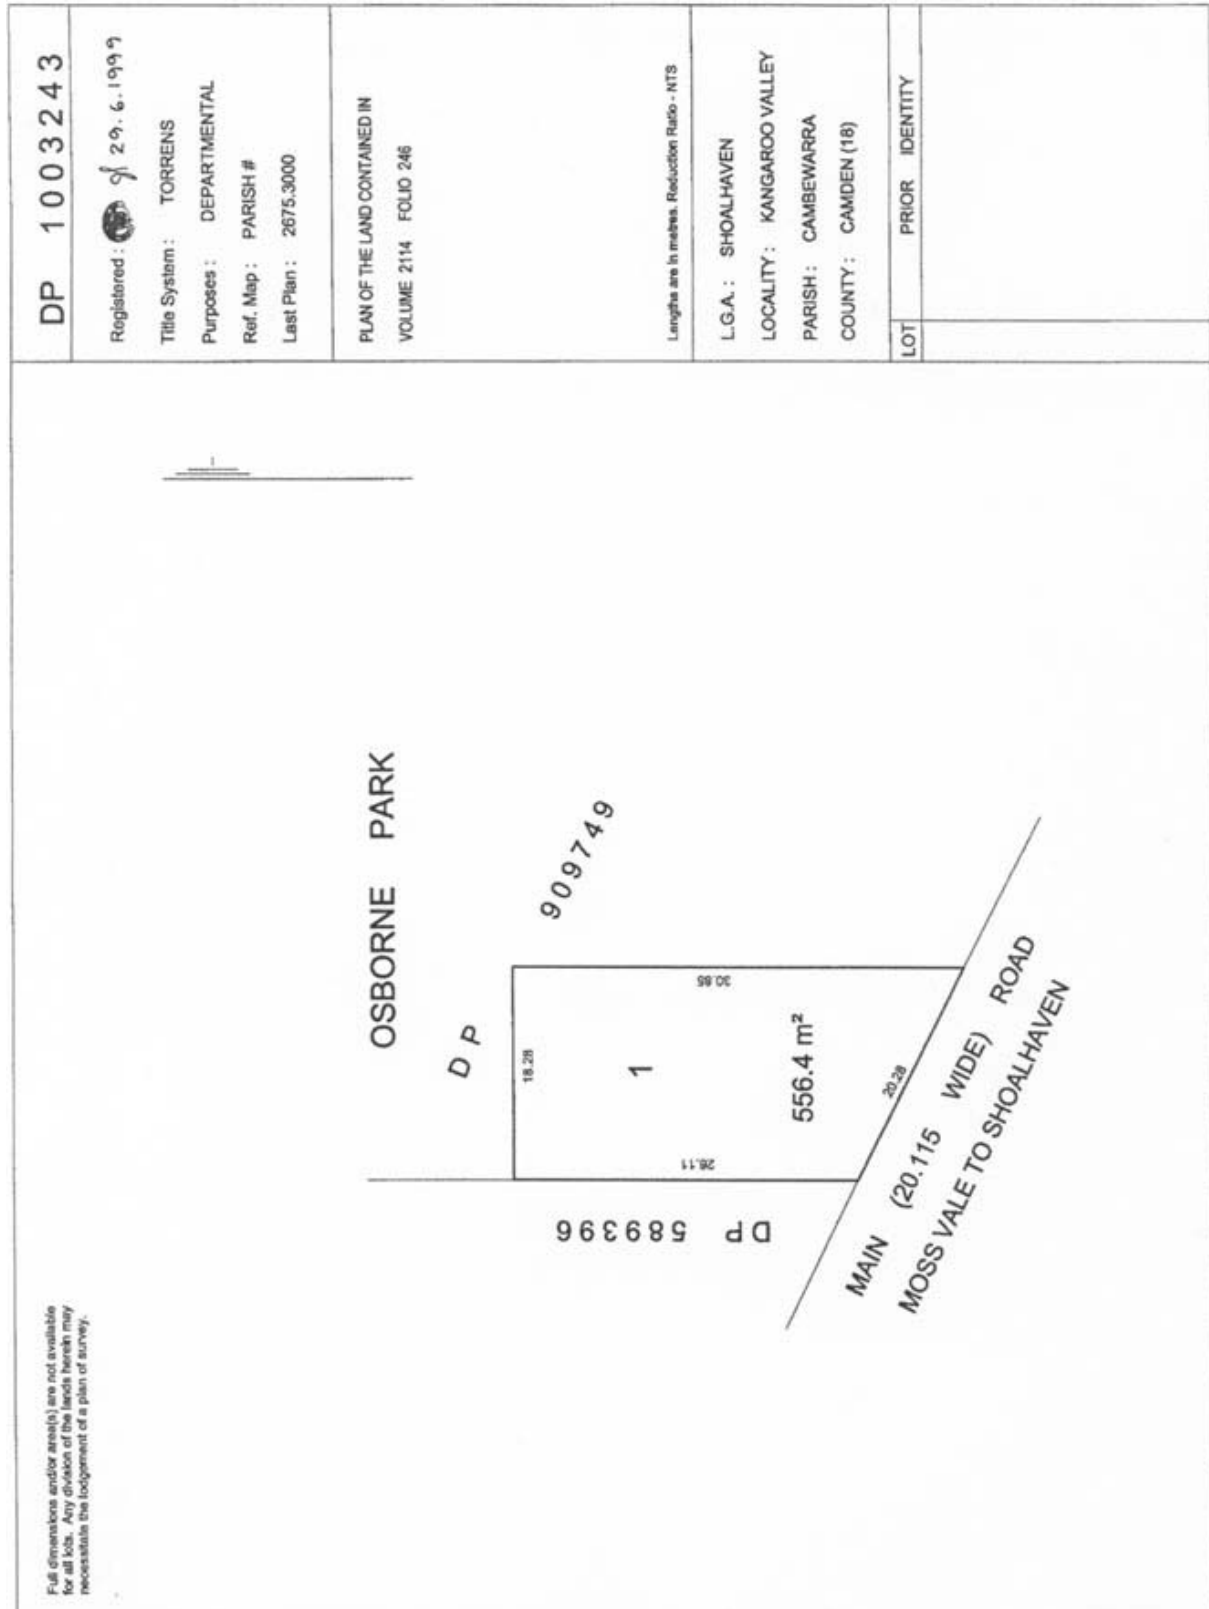 Full dimensions and/or area(s) are not available
for all lots. Any division of the lands herein may
necessitate the lodgement of a plan of survey.
OSBORNE PARK
DP
909749
18.28
1
30.85
26.11
556.4 m²
20.28
DP 589396
MAIN (20.115 WIDE) ROAD
MOSS VALE TO SHOALHAVEN
DP 1003243
Registered : 29.6.1999
Title System : TORRENS
Purposes : DEPARTMENTAL
Ref. Map : PARISH #
Last Plan : 2675.3000
PLAN OF THE LAND CONTAINED IN
VOLUME 2114 FOLIO 246
Lengths are in metres. Reduction Ratio - NTS
L.G.A. : SHOALHAVEN
LOCALITY : KANGAROO VALLEY
PARISH : CAMBEWARRA
COUNTY : CAMDEN (18)
LOT PRIOR IDENTITY